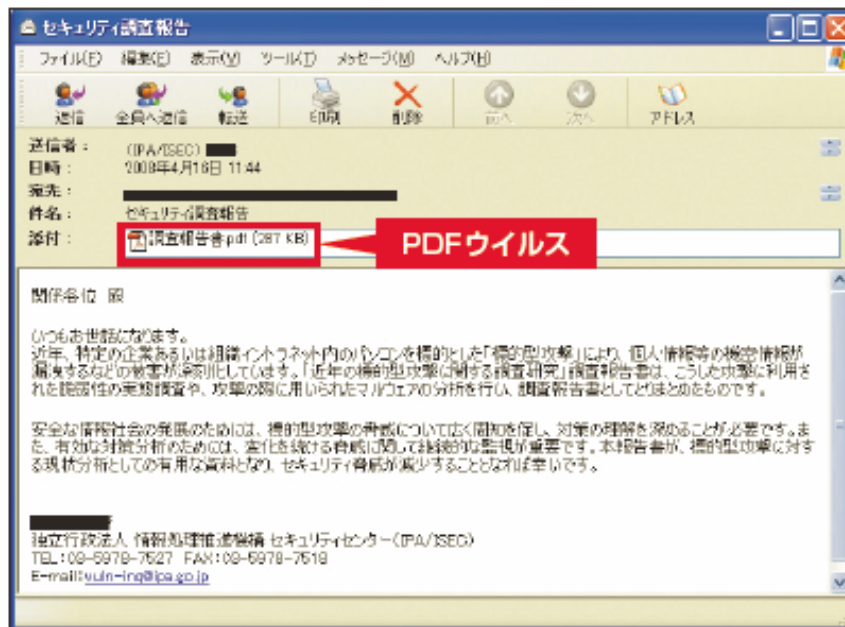 セキュリティ調査報告
ファイル(F) 編集(E) 表示(V) ツール(T) メッセージ(M) ヘルプ(H)
返信 全員へ返信 転送 印刷 削除 前へ 次へ アドレス
送信者： (IPA/ISEC)
日時： 2008年4月16日 11:44
宛先：
件名： セキュリティ調査報告
添付： 調査報告書.pdf (287 KB) PDFウイルス
関係各位 殿
いつもお世話になります。
近年、特定の企業あるいは組織イントラネット内のパソコンを標的とした「標的型攻撃」により、個人情報等の機密情報が
漏洩するなどの被害が深刻化しています。「近年の標的型攻撃に関する調査研究」調査報告書は、こうした攻撃に利用さ
れた脆弱性の実態調査や、攻撃の際に用いられたマルウェアの分析を行い、調査報告書としてとりまとめたものです。
安全な情報社会の発展のためには、標的型攻撃の脅威について広く周知を促し、対策の理解を深めることが必要です。ま
た、有効な対策分析のためには、変化を続ける脅威に関して継続的な監視が重要です。本報告書が、標的型攻撃に対す
る現状分析としての有用な資料となり、セキュリティ脅威が減少することとなれば幸いです。
独立行政法人 情報処理推進機構 セキュリティセンター(IPA/ISEC)
TEL:03-5978-7527 FAX:03-5978-7518
E-mail:vuln-inq@ipa.go.jp